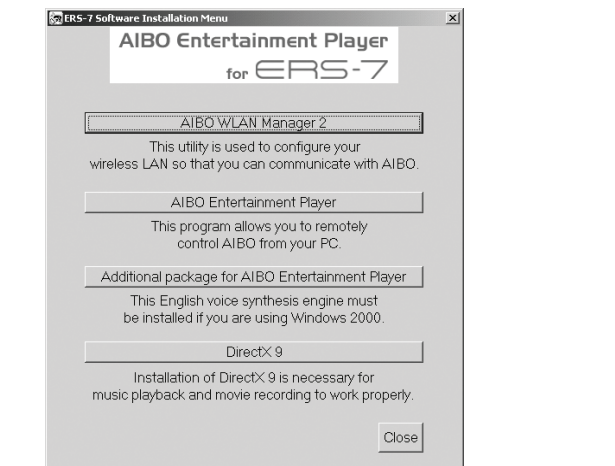 ERS-7 Software Installation Menu
AIBO Entertainment Player
for ERS-7
AIBO WLAN Manager 2
This utility is used to configure your
wireless LAN so that you can communicate with AIBO.
AIBO Entertainment Player
This program allows you to remotely
control AIBO from your PC.
Additional package for AIBO Entertainment Player
This English voice synthesis engine must
be installed if you are using Windows 2000.
DirectX 9
Installation of DirectX 9 is necessary for
music playback and movie recording to work properly.
Close